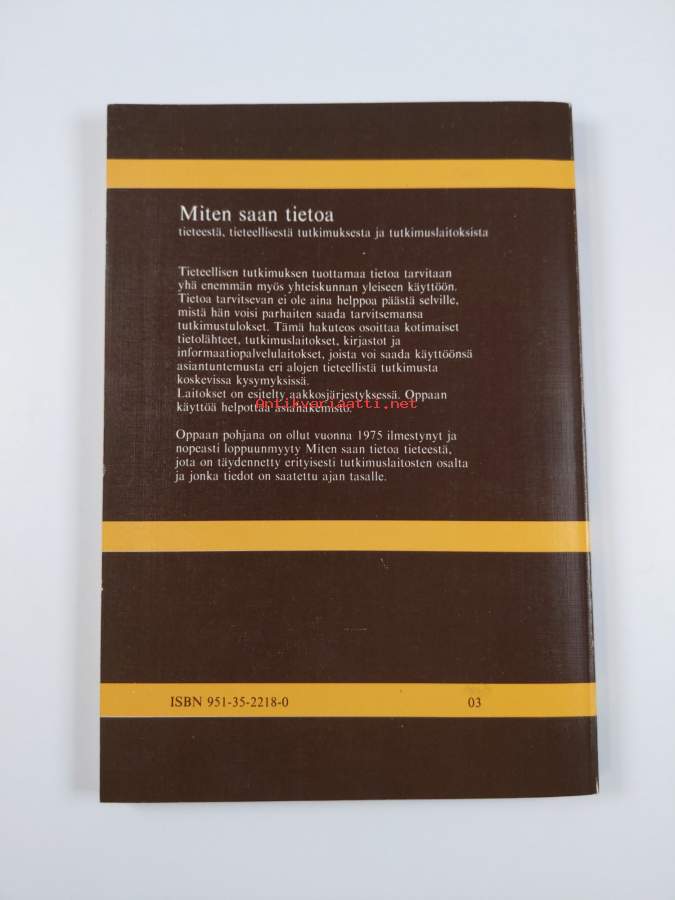 Miten saan tietoa
tieteestä, tieteellisestä tutkimuksesta ja tutkimuslaitoksista
Tieteellisen tutkimuksen tuottamaa tietoa tarvitaan
yhä enemmän myös yhteiskunnan yleiseen käyttöön.
Tietoa tarvitsevan ei ole aina helppoa päästä selville,
mistä hän voisi parhaiten saada tarvitsemansa
tutkimustulokset. Tämä hakuteos osoittaa kotimaiset
tietolähteet, tutkimuslaitokset, kirjastot ja
informaatiopalvelulaitokset, joista voi saada käyttöönsä
asiantuntemusta eri alojen tieteellistä tutkimusta
koskevissa kysymyksissä.
Laitokset on esitelty aakkosjärjestyksessä. Oppaan
Antikvariaatti.net
käyttöä helpottaa asiahakemisto.
Oppaan pohjana on ollut vuonna 1975 ilmestynyt ja
nopeasti loppuunmyyty Miten saan tietoa tieteestä,
jota on täydennetty erityisesti tutkimuslaitosten osalta
ja jonka tiedot on saatettu ajan tasalle.
ISBN 951-35-2218-0 03